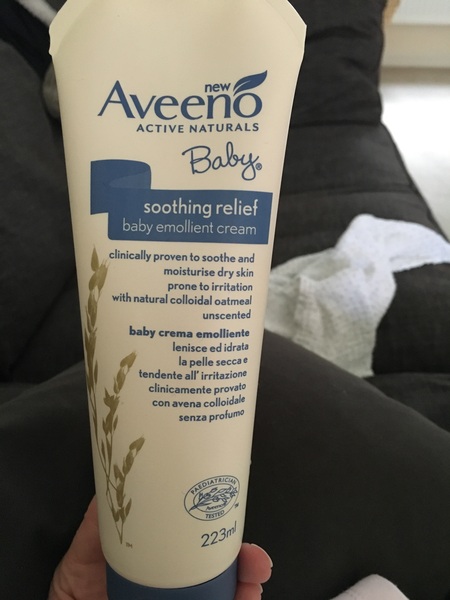 new
Aveeno
ACTIVE NATURALS
Baby®
soothing relief
baby emollient cream
clinically proven to soothe and
moisturise dry skin
prone to irritation
with natural colloidal oatmeal
unscented
baby crema emolliente
lenisce ed idrata
la pelle secca e
tendente all' irritazione
clinicamente provato
con avena colloidale
senza profumo
PAEDIATRICIAN
Aveeno
TESTED
223ml